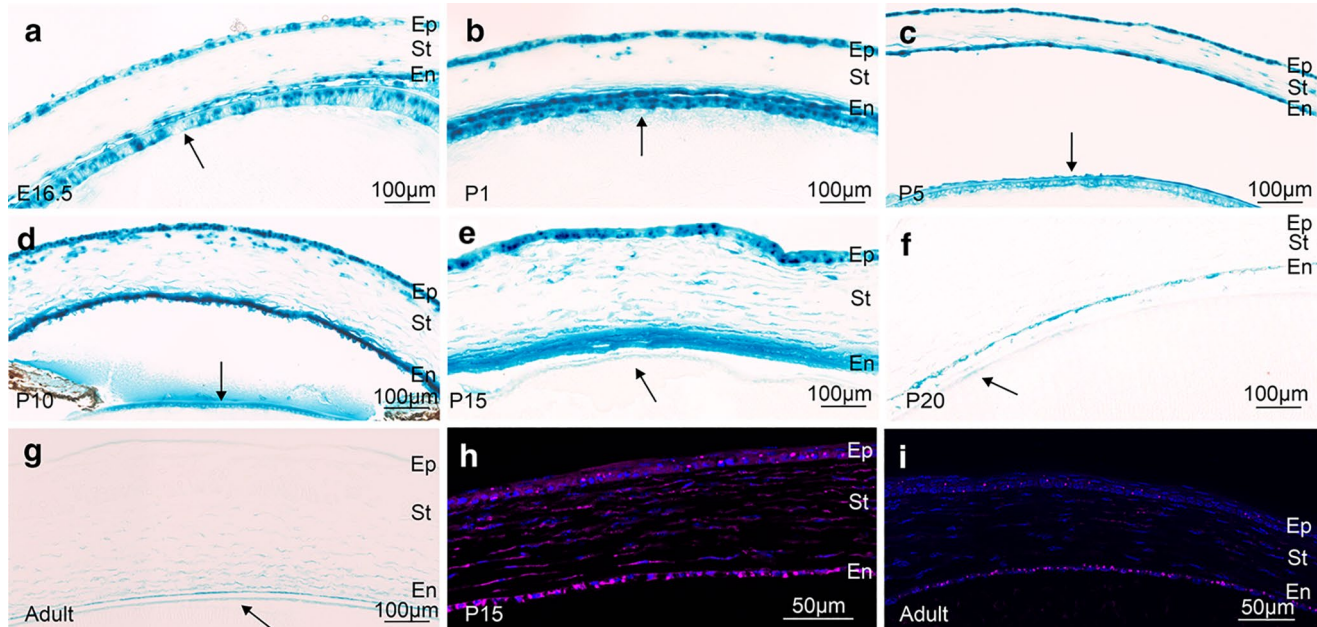 a
Ep
St
En
E16.5
100μm
b
Ep
St
En
P1
100μm
c
Ep
St
En
P5
100μm
d
Ep
St
En
P10
100μm
e
Ep
St
En
P15
100μm
f
Ep
St
En
P20
100μm
g
Ep
St
En
Adult
100μm
h
Ep
St
En
P15
50μm
i
Ep
St
En
Adult
50μm